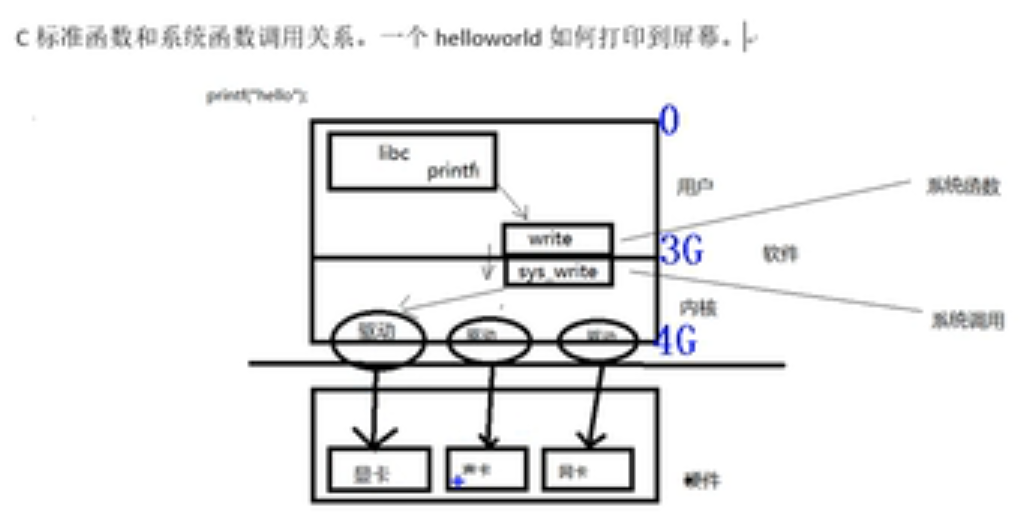 C 标准函数和系统函数调用关系。一个 helloworld 如何打印到屏幕。
printf("hello");
0
libc
printf
用户
系统函数
write
3G
软件
sys_write
内核
系统调用
驱动
驱动
驱动
4G
显卡
声卡
网卡
硬件